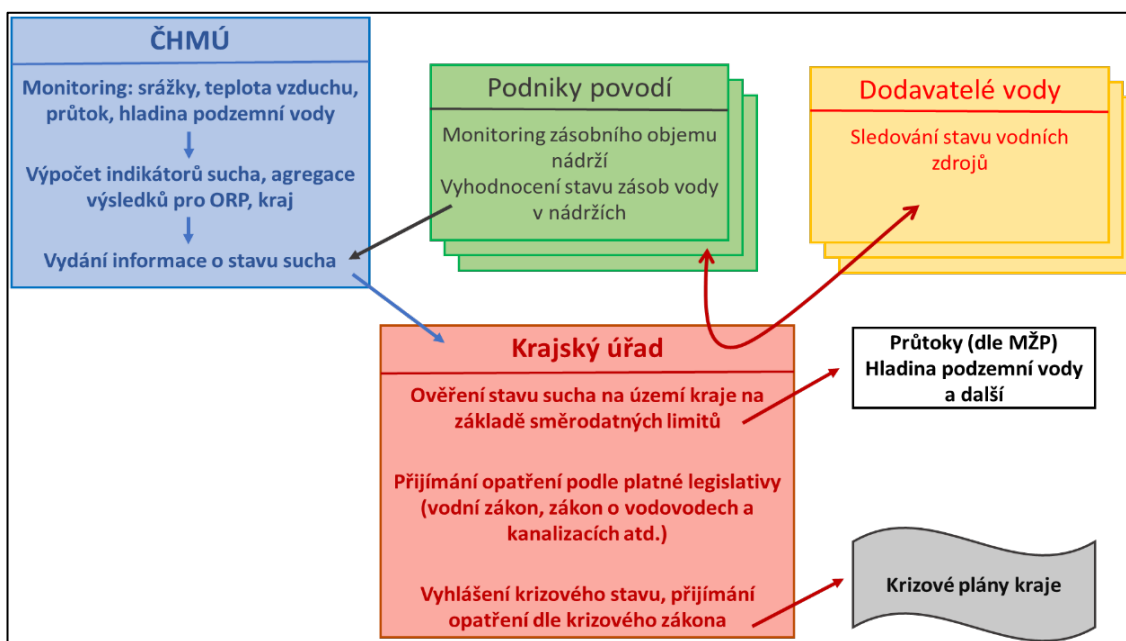 ČHMÚ
Monitoring: srážky, teplota vzduchu,
průtok, hladina podzemní vody
Výpočet indikátorů sucha, agregace
výsledků pro ORP, kraj
Vydání informace o stavu sucha
Podniky povodí
Monitoring zásobního objemu
nádrží
Vyhodnocení stavu zásob vody
v nádržích
Dodavatelé vody
Sledování stavu vodních
zdrojů
Krajský úřad
Ověření stavu sucha na území kraje na
základě směrodatných limitů
Přijímání opatření podle platné legislativy
(vodní zákon, zákon o vodovodech a
kanalizacích atd.)
Vyhlášení krizového stavu, přijímání
opatření dle krizového zákona
Průtoky (dle MŽP)
Hladina podzemní vody
a další
Krizové plány kraje